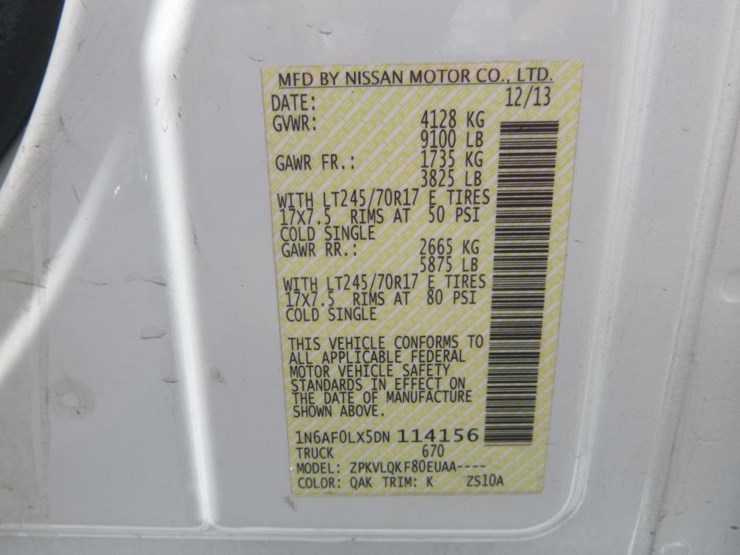 MFD BY NISSAN MOTOR CO., LTD.
DATE: 12/13
GVWR: 4128 KG
9100 LB
GAWR FR.: 1735 KG
3825 LB
WITH LT245/70R17 E TIRES
17X7.5 RIMS AT 50 PSI
COLD SINGLE
GAWR RR.: 2665 KG
5875 LB
WITH LT245/70R17 E TIRES
17X7.5 RIMS AT 80 PSI
COLD SINGLE
THIS VEHICLE CONFORMS TO
ALL APPLICABLE FEDERAL
MOTOR VEHICLE SAFETY
STANDARDS IN EFFECT ON
THE DATE OF MANUFACTURE
SHOWN ABOVE.
1N6AF0LX5DN 114156
TRUCK 670
MODEL: ZPKVLQKF80EUAA----
COLOR: QAK TRIM: K ZS10A